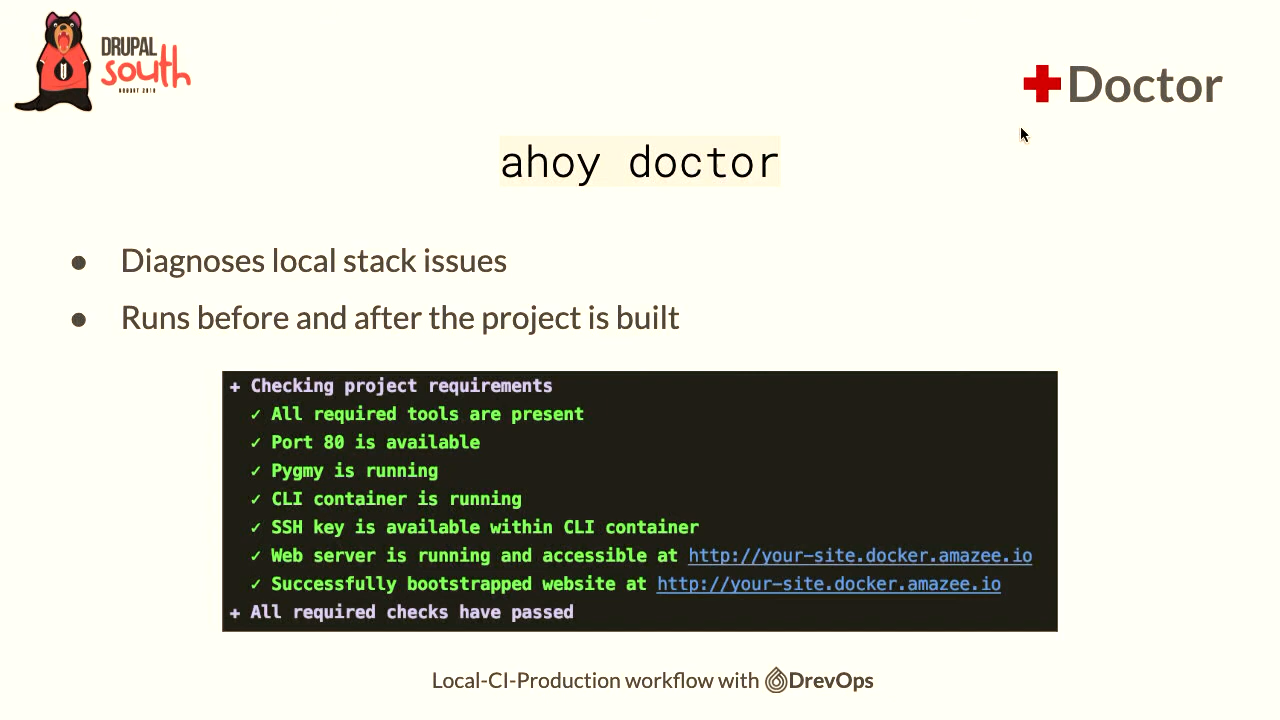 DRUPAL
south
AUGUST 2019
Doctor
ahoy doctor
● Diagnoses local stack issues
● Runs before and after the project is built
+ Checking project requirements
✓ All required tools are present
✓ Port 80 is available
✓ Pygmy is running
✓ CLI container is running
✓ SSH key is available within CLI container
✓ Web server is running and accessible at http://your-site.docker.amazee.io
✓ Successfully bootstrapped website at http://your-site.docker.amazee.io
+ All required checks have passed
Local-CI-Production workflow with DrevOps